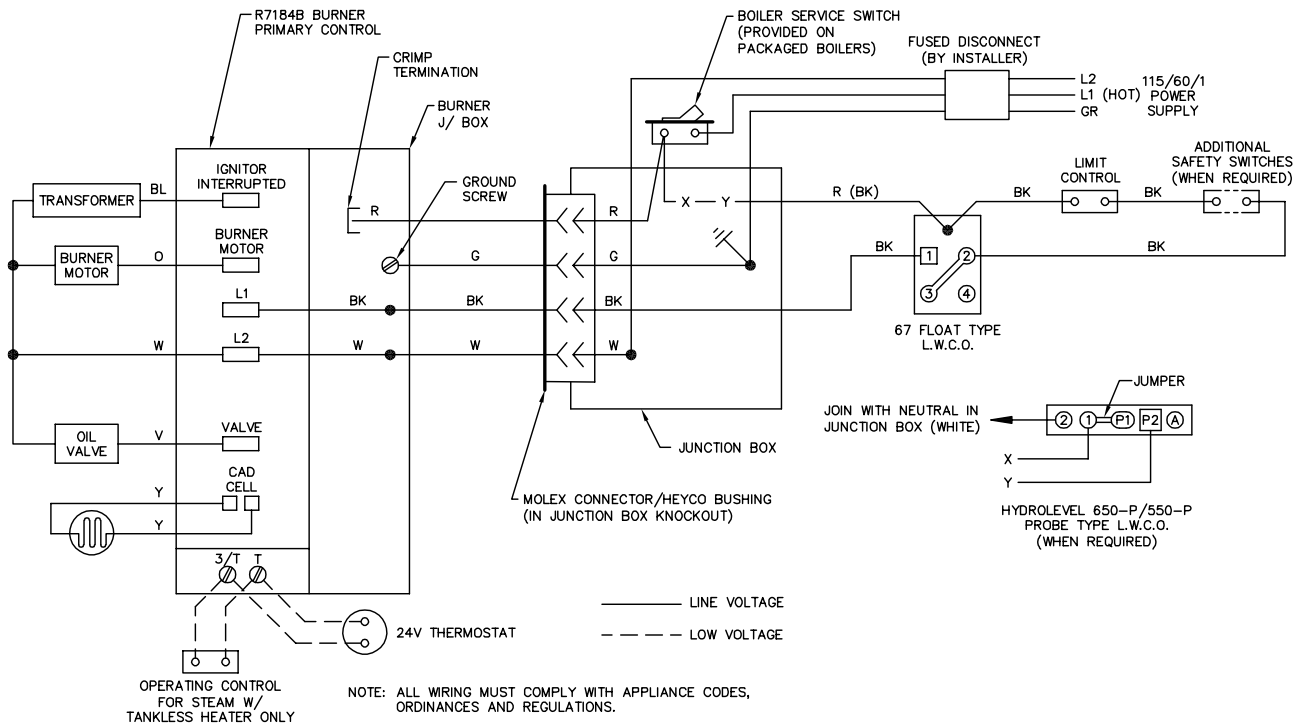 R7184B BURNER
PRIMARY CONTROL
CRIMP
TERMINATION
BURNER
J/ BOX
BOILER SERVICE SWITCH
(PROVIDED ON
PACKAGED BOILERS)
FUSED DISCONNECT
(BY INSTALLER)
L2
L1 (HOT)
GR
115/60/1
POWER
SUPPLY
IGNITOR
INTERRUPTED
TRANSFORMER
BL
R
GROUND
SCREW
R
X
Y
R (BK)
BK
LIMIT
CONTROL
BK
ADDITIONAL
SAFETY SWITCHES
(WHEN REQUIRED)
BURNER
MOTOR
BURNER
MOTOR
O
G
G
BK
1
2
BK
3
4
67 FLOAT TYPE
L.W.C.O.
L1
BK
BK
BK
W
L2
W
W
W
OIL
VALVE
V
VALVE
JUNCTION BOX
JUMPER
JOIN WITH NEUTRAL IN
JUNCTION BOX (WHITE)
2
1
P1
P2
A
X
Y
HYDROLEVEL 650-P/550-P
PROBE TYPE L.W.C.O.
(WHEN REQUIRED)
CAD
CELL
Y
Y
MOLEX CONNECTOR/HEYCO BUSHING
(IN JUNCTION BOX KNOCKOUT)
3/T
T
24V THERMOSTAT
LINE VOLTAGE
LOW VOLTAGE
OPERATING CONTROL
FOR STEAM W/
TANKLESS HEATER ONLY
NOTE: ALL WIRING MUST COMPLY WITH APPLIANCE CODES,
ORDINANCES AND REGULATIONS.